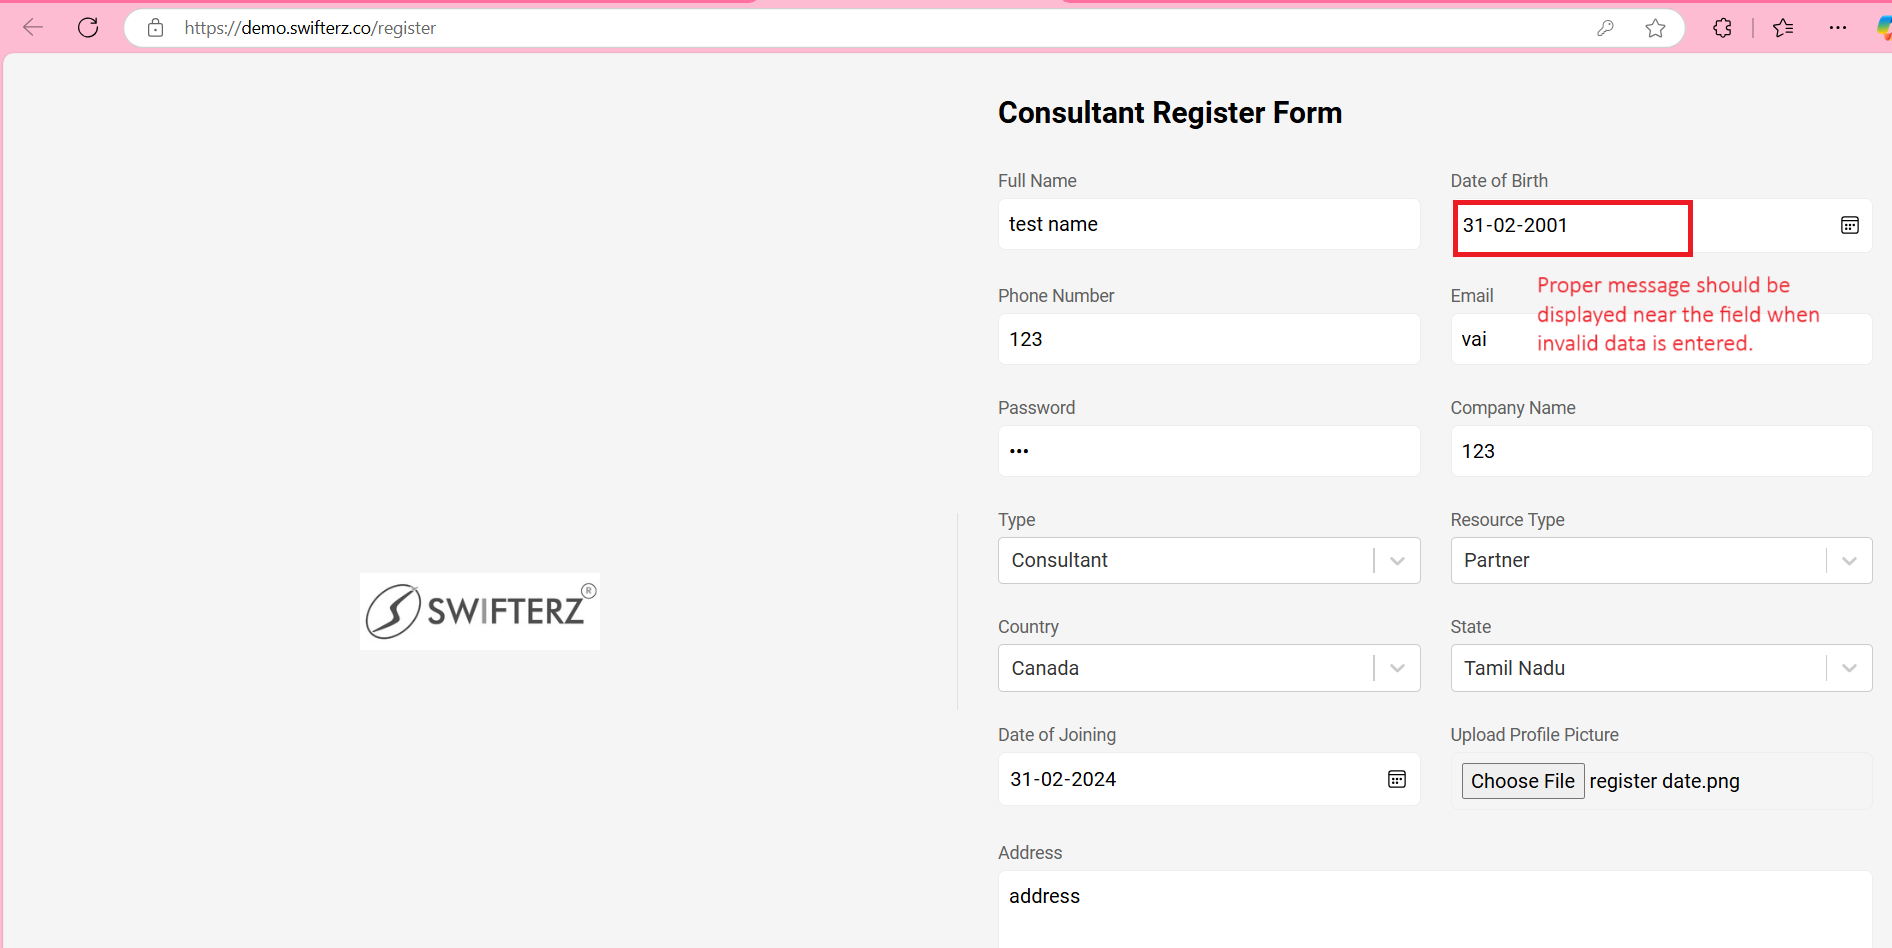 https://demo.swifterz.co/register
Consultant Register Form
Full Name
test name
Date of Birth
31-02-2001
Proper message should be
displayed near the field when
invalid data is entered.
Phone Number
123
Email
vai
Password
•••
Company Name
123
Type
Consultant
Resource Type
Partner
SWIFTERZ®
Country
Canada
State
Tamil Nadu
Date of Joining
31-02-2024
Upload Profile Picture
Choose File register date.png
Address
address